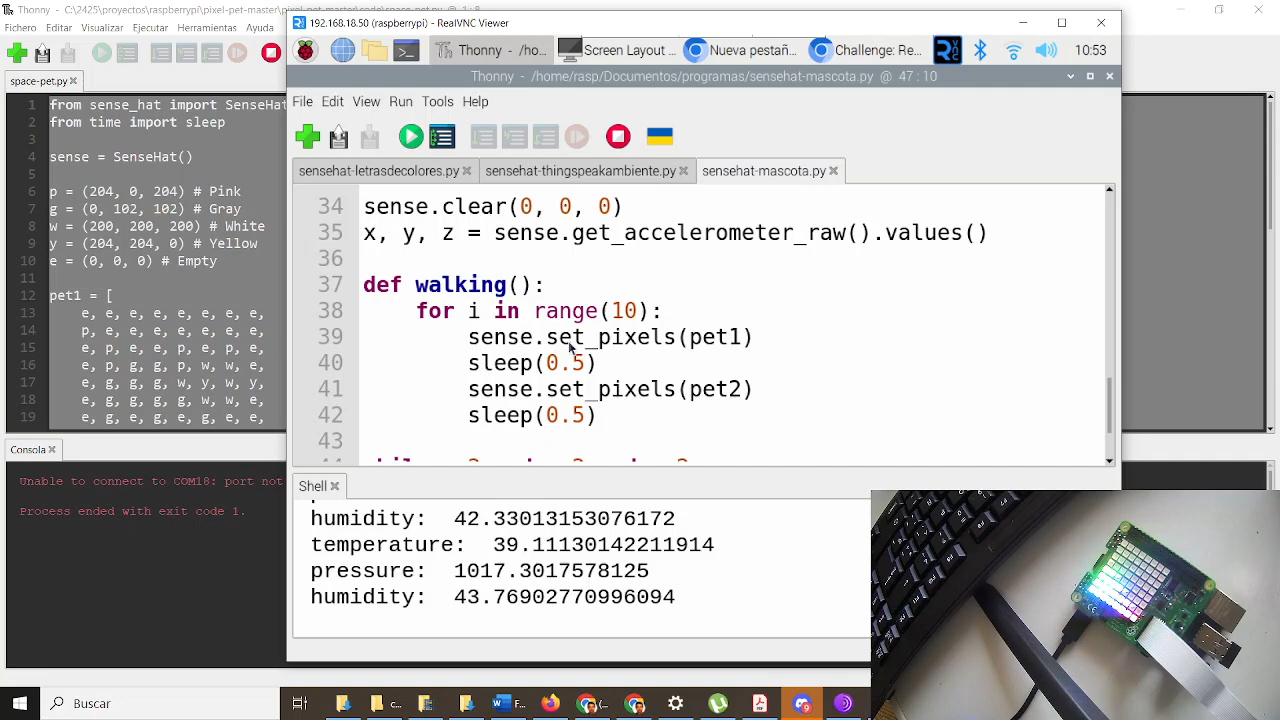 Thonny - C:\2425\proyectos\raspberrypi\pixel-pet-master\code\space-pet.py @ 1:8
Fichero Editar Visualizar Ejecutar Herramientas Ayuda
space-pet.py
1 from sense_hat import SenseHat
2 from time import sleep
3
4 sense = SenseHat()
5
6 p = (204, 0, 204) # Pink
7 g = (0, 102, 102) # Gray
8 w = (200, 200, 200) # White
9 y = (204, 204, 0) # Yellow
10 e = (0, 0, 0) # Empty
11
12 pet1 = [
13 e, e, e, e, e, e, e, e,
14 p, e, e, e, e, e, e, e,
15 e, p, e, e, p, e, p, e,
16 e, p, g, g, p, w, w, e,
17 e, g, g, g, w, y, w, y,
18 e, g, g, g, g, w, w, e,
19 e, g, e, g, e, g, e, e,
Consola
Unable to connect to COM18: port not
Process ended with exit code 1.
192.168.18.50 (raspberrypi) - RealVNC Viewer
Thonny - /ho... Screen Layout ... Nueva pestañ... Challenge: Re... 10:53
Thonny - /home/rasp/Documentos/programas/sensehat-mascota.py @ 47:10
File Edit View Run Tools Help
sensehat-letrasdecolores.py sensehat-thingspeakambiente.py sensehat-mascota.py
34 sense.clear(0, 0, 0)
35 x, y, z = sense.get_accelerometer_raw().values()
36
37 def walking():
38 for i in range(10):
39 sense.set_pixels(pet1)
40 sleep(0.5)
41 sense.set_pixels(pet2)
42 sleep(0.5)
43
Shell
humidity: 42.33013153076172
temperature: 39.11130142211914
pressure: 1017.3017578125
humidity: 43.76902770996094
Buscar